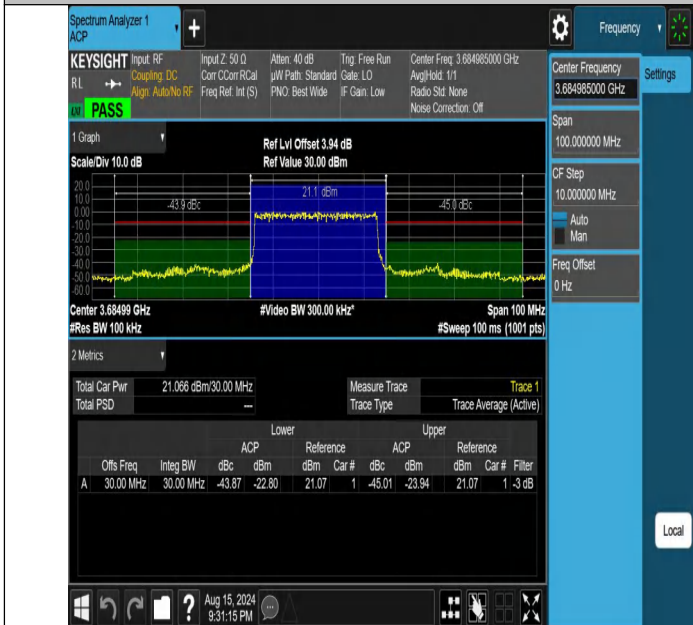 Spectrum Analyzer 1
ACP
+
Frequency
KEYSIGHT
RL
LXI
PASS
Input: RF
Coupling: DC
Align: Auto/No RF
Input Z: 50 Ω
Corr CCorr RCal
Freq Ref: Int (S)
Atten: 40 dB
µW Path: Standard
PNO: Best Wide
Trig: Free Run
Gate: LO
IF Gain: Low
Center Freq: 3.684985000 GHz
Avg|Hold: 1/1
Radio Std: None
Noise Correction: Off
Center Frequency
3.684985000 GHz
Settings
Span
100.000000 MHz
CF Step
10.000000 MHz
Auto
Man
Freq Offset
0 Hz
1 Graph
Scale/Div 10.0 dB
Ref Lvl Offset 3.94 dB
Ref Value 30.00 dBm
20.0
10.0
0.00
-10.0
-20.0
-30.0
-40.0
-50.0
-60.0
-43.9 dBc
21.1 dBm
-45.0 dBc
Center 3.68499 GHz
#Video BW 300.00 kHz*
Span 100 MHz
#Res BW 100 kHz
#Sweep 100 ms (1001 pts)
2 Metrics
Total Car Pwr 21.066 dBm/30.00 MHz
Total PSD ---
Measure Trace Trace 1
Trace Type Trace Average (Active)
Lower Upper
ACP Reference ACP Reference
Offs Freq Integ BW dBc dBm dBm Car # dBc dBm dBm Car # Filter
A 30.00 MHz 30.00 MHz -43.87 -22.80 21.07 1 -45.01 -23.94 21.07 1 -3 dB
Local
?
Aug 15, 2024
9:31:15 PM